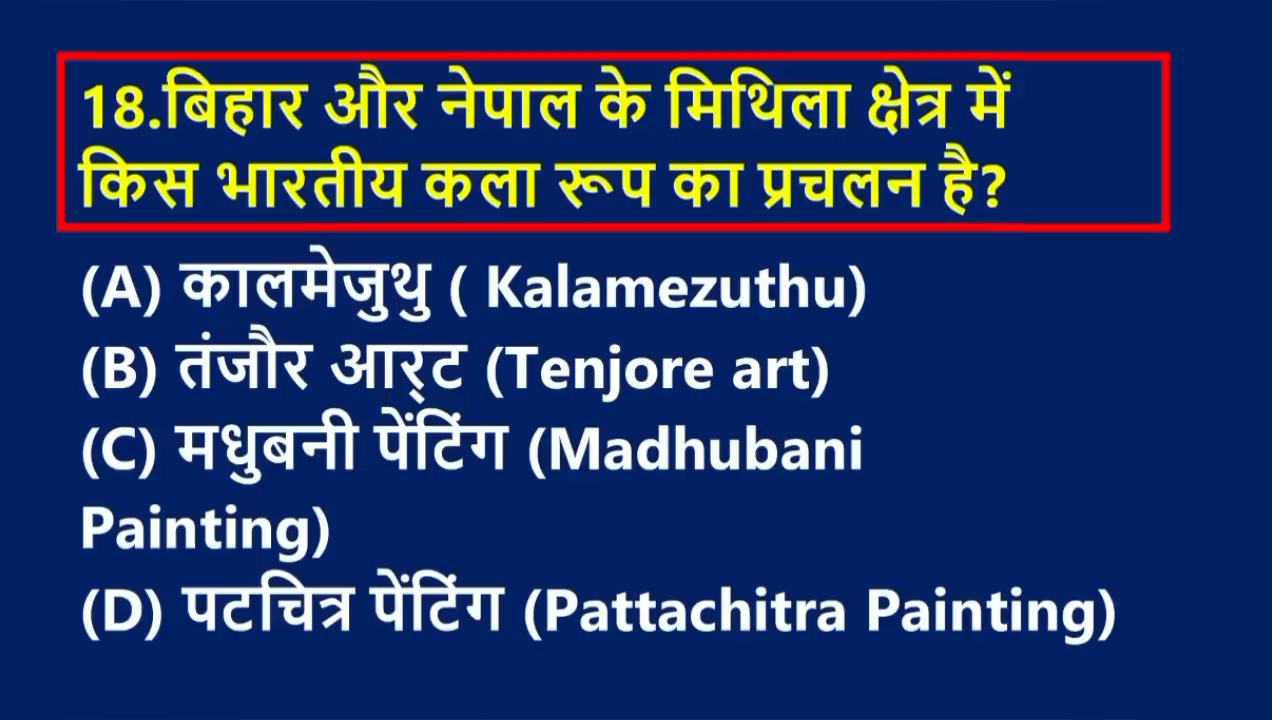 18.बिहार और नेपाल के मिथिला क्षेत्र में
किस भारतीय कला रूप का प्रचलन है?
(A) कालमेजुथु ( Kalamezuthu)
(B) तंजौर आर्ट (Tenjore art)
(C) मधुबनी पेंटिंग (Madhubani
Painting)
(D) पटचित्र पेंटिंग (Pattachitra Painting)